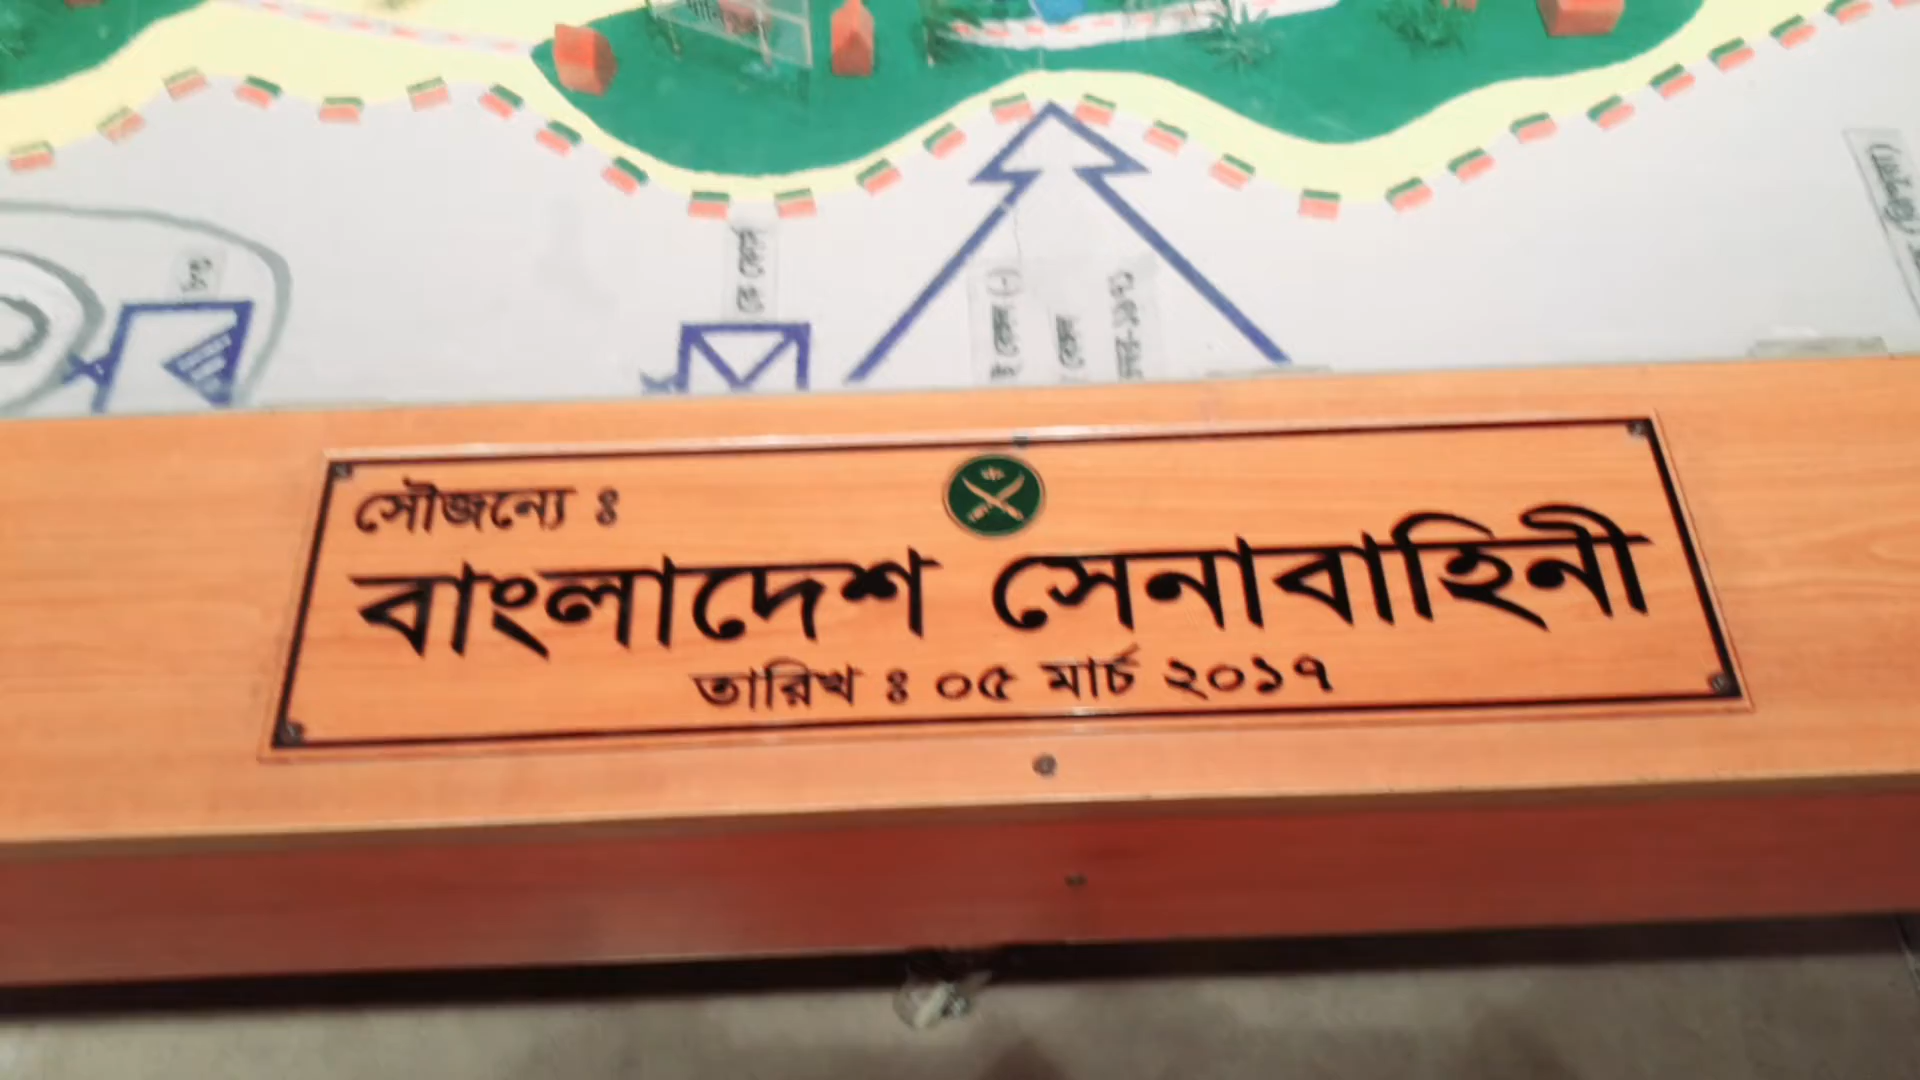 সৌজন্যে ঃ
বাংলাদেশ সেনাবাহিনী
তারিখ ঃ ০৫ মার্চ ২০১৭